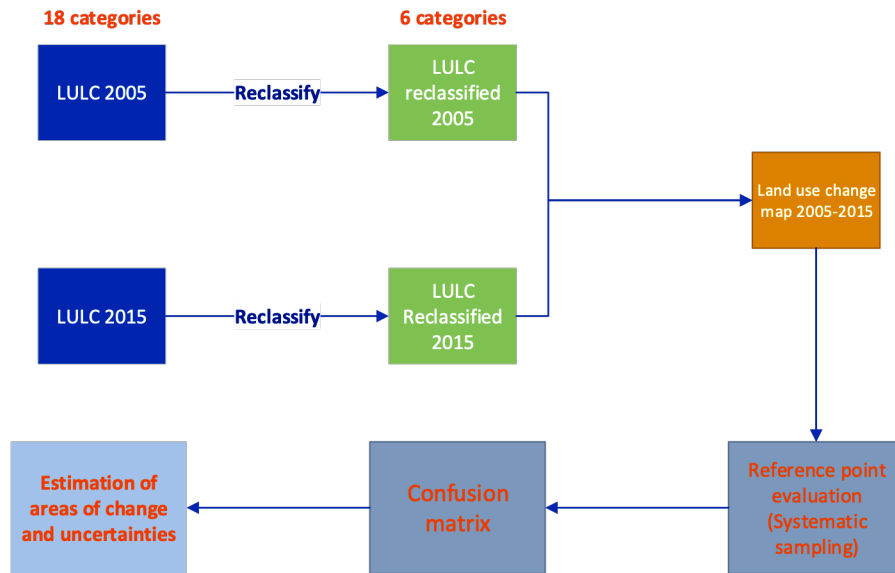 18 categories
6 categories
LULC 2005
Reclassify
LULC
reclassified
2005
Land use change
map 2005-2015
LULC 2015
Reclassify
LULC
Reclassified
2015
Estimation of
areas of change
and uncertainties
Confusion
matrix
Reference point
evaluation
(Systematic
sampling)